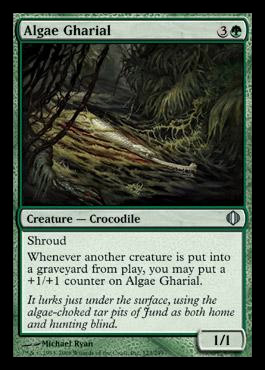 Algae Gharial 3
Creature — Crocodile
Shroud
Whenever another creature is put into
a graveyard from play, you may put a
+1/+1 counter on Algae Gharial.
It lurks just under the surface, using the
algae-choked tar pits of Jund as both home
and hunting blind.
1/1
Michael Ryan